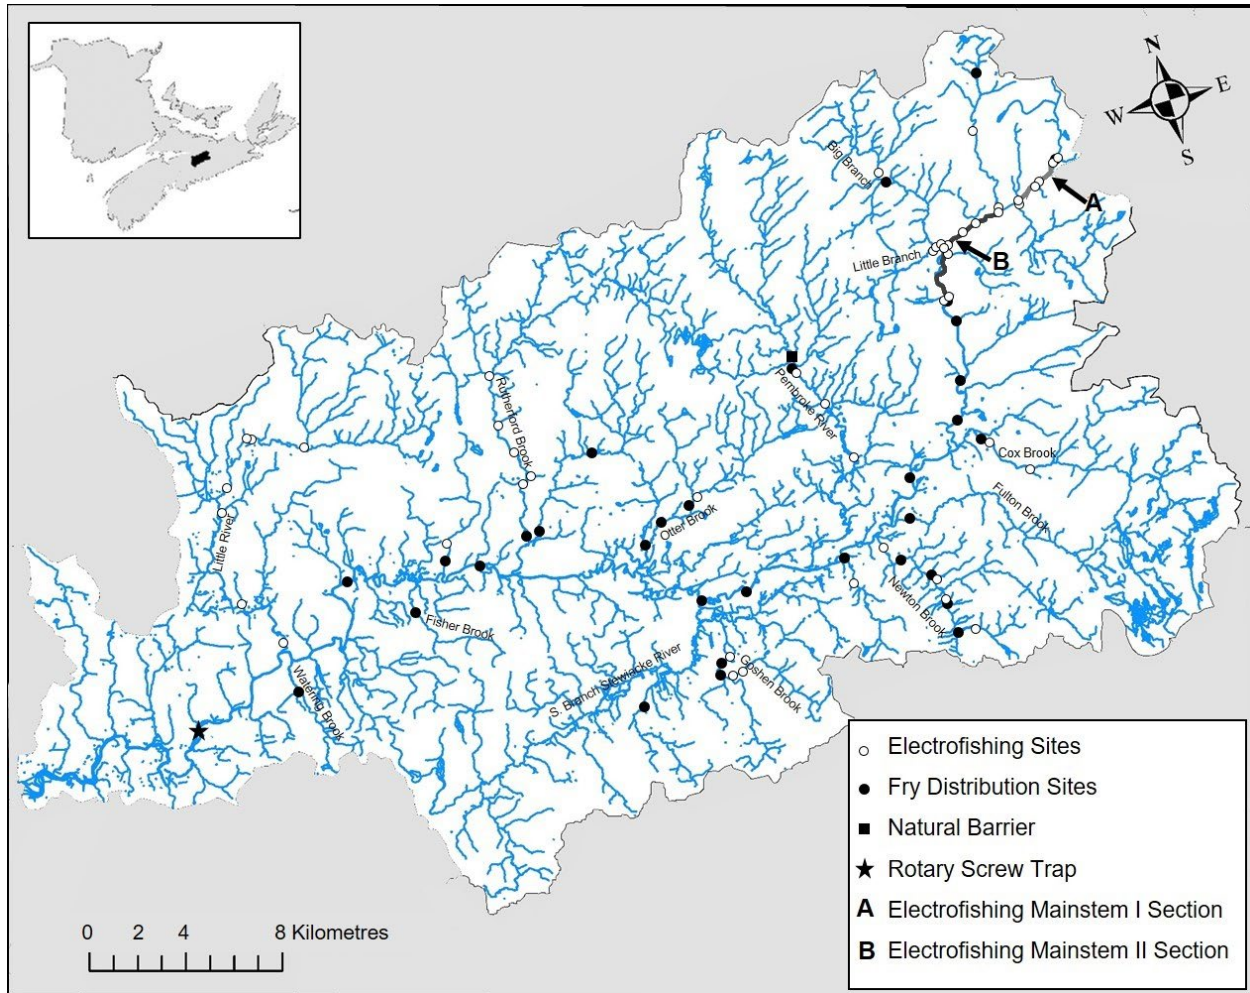 N
E
W
S
Big Branch
A
Little Branch
B
Pembroke River
Rutherford Brook
Cox Brook
Fulton Brook
Otter Brook
Little River
Newton Brook
Fisher Brook
S. Branch Stewiacke River
Goshen Brook
Watering Brook
Electrofishing Sites
Fry Distribution Sites
Natural Barrier
Rotary Screw Trap
A Electrofishing Mainstem I Section
B Electrofishing Mainstem II Section
0 2 4 8 Kilometres